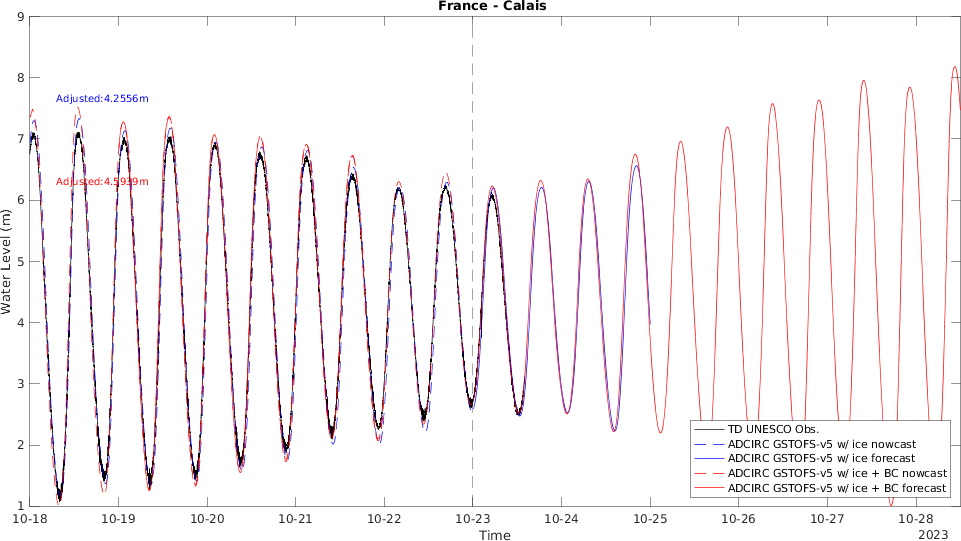 France - Calais
Water Level (m)
9
8
7
6
5
4
3
2
1
Adjusted:4.2556m
Adjusted:4.5939m
TD UNESCO Obs.
ADCIRC GSTOFS-v5 w/ ice nowcast
ADCIRC GSTOFS-v5 w/ ice forecast
ADCIRC GSTOFS-v5 w/ ice + BC nowcast
ADCIRC GSTOFS-v5 w/ ice + BC forecast
10-18 10-19 10-20 10-21 10-22 10-23 10-24 10-25 10-26 10-27 10-28
Time
2023